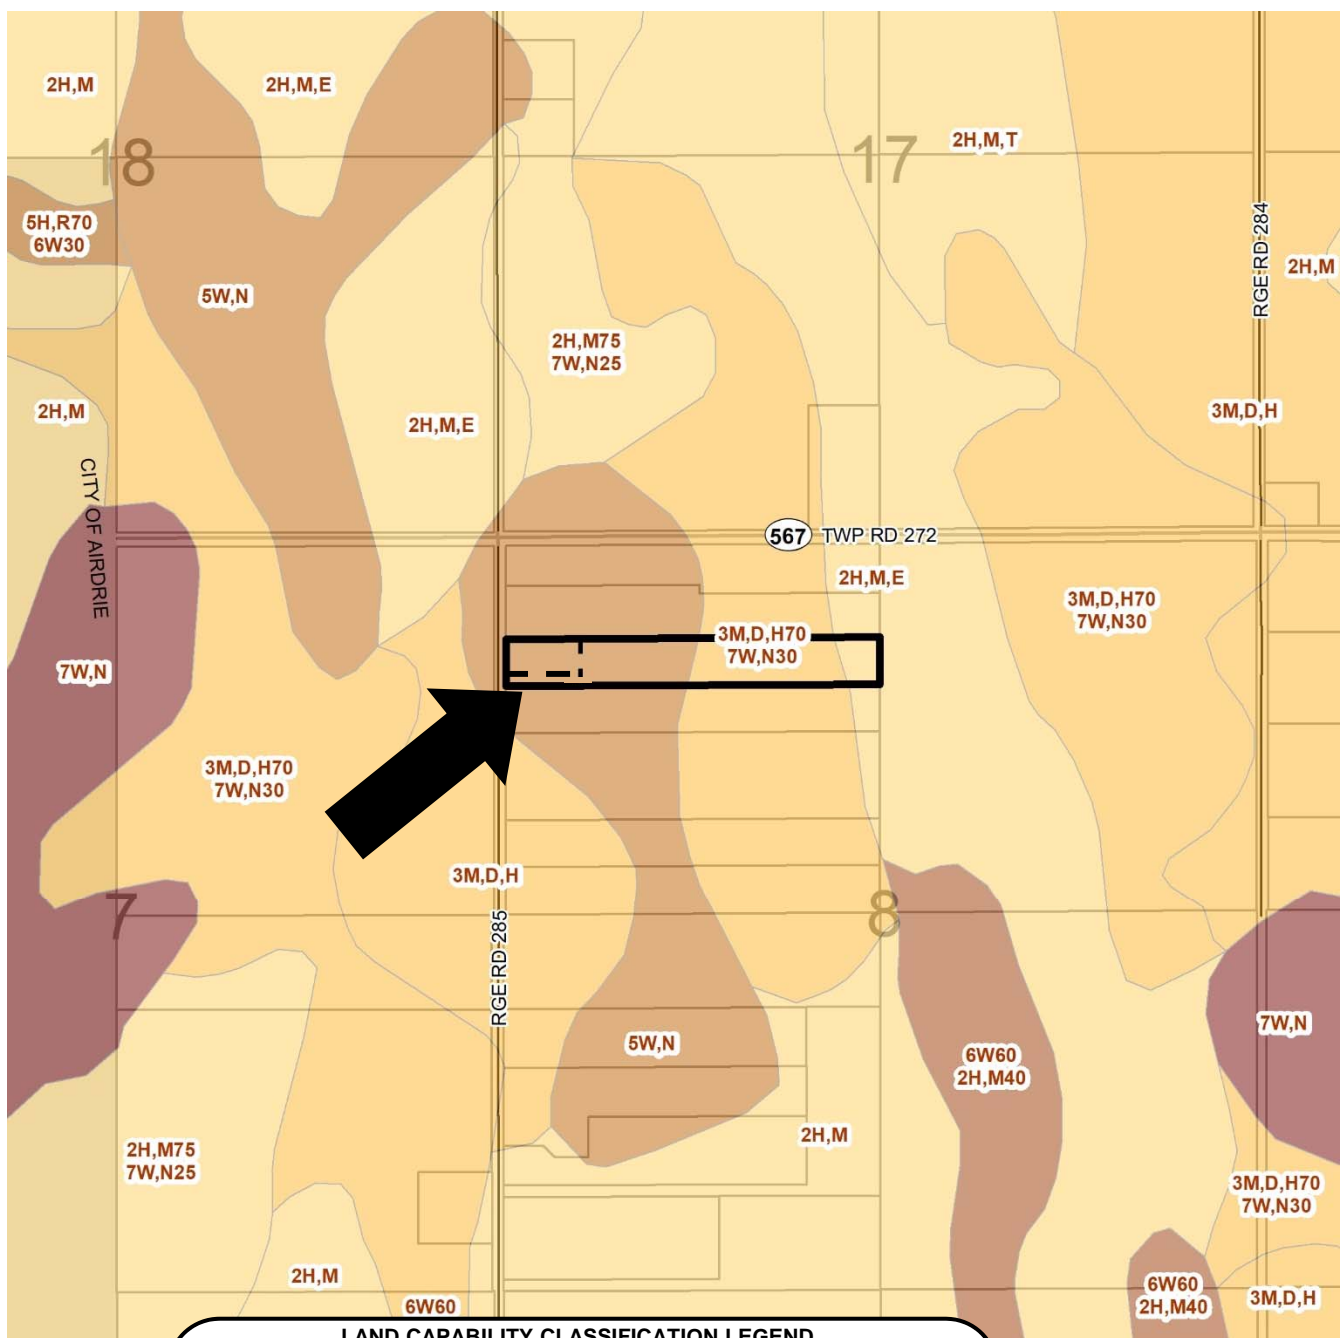 2H,M
2H,M,E
18
17
2H,M,T
5H,R70
6W30
RGE RD 284
2H,M
5W,N
2H,M75
7W,N25
2H,M
2H,M,E
3M,D,H
CITY OF AIRDRIE
567
TWP RD 272
2H,M,E
3M,D,H70
7W,N30
3M,D,H70
7W,N30
7W,N
3M,D,H70
7W,N30
3M,D,H
7
8
RGE RD 285
5W,N
7W,N
6W60
2H,M40
2H,M75
7W,N25
2H,M
3M,D,H70
7W,N30
2H,M
6W60
6W60
2H,M40
3M,D,H
LAND CAPABILITY CLASSIFICATION LEGEND